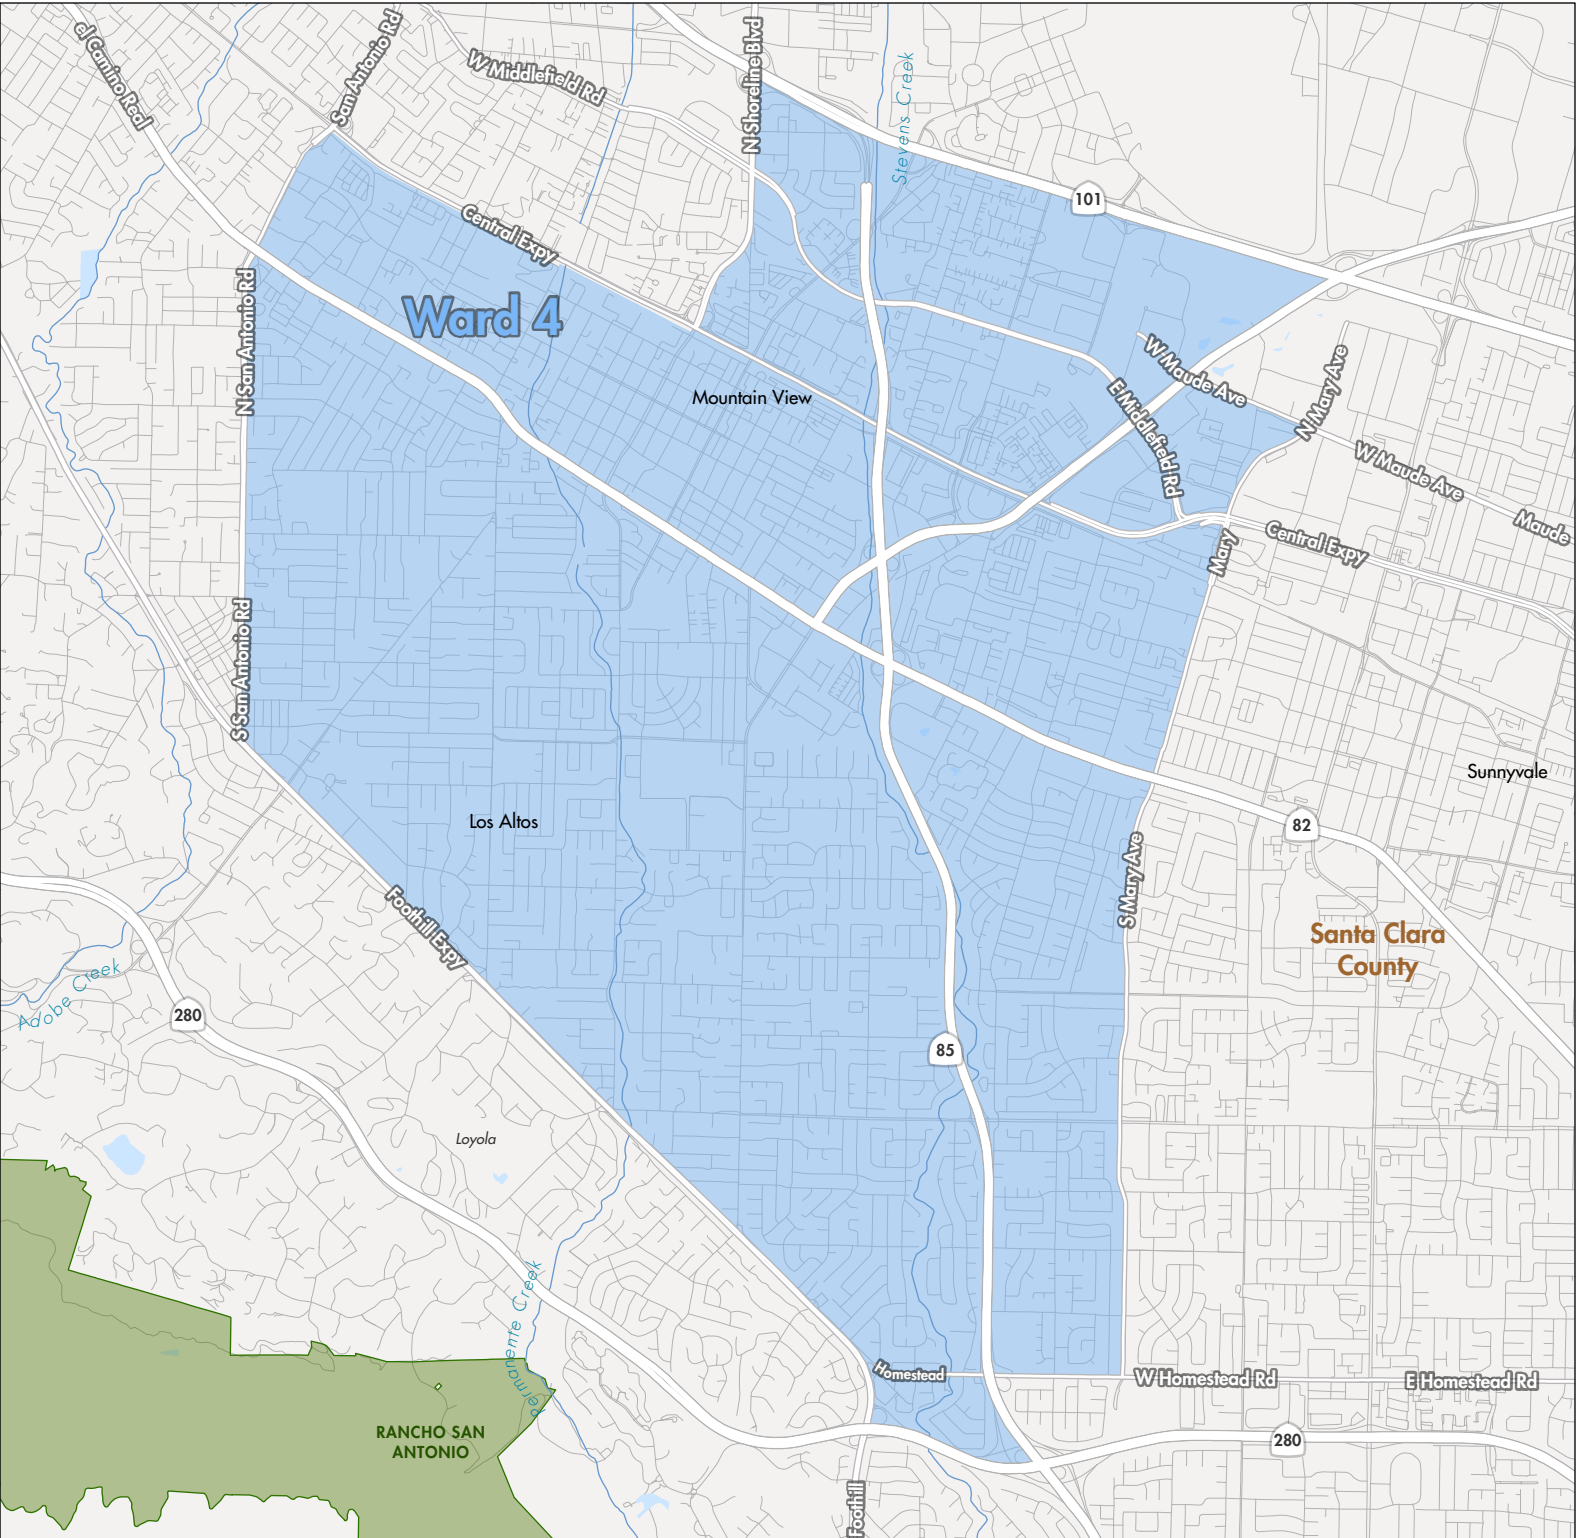 el Camino Real
San Antonio Rd
W Middlefield Rd
N Shoreline Blvd
Stevens Creek
101
Central Expy
N San Antonio Rd
Ward 4
Mountain View
W Maude Ave
N Mary Ave
E Middlefield Rd
W Maude Ave
Maude
Central Expy
Mary
S San Antonio Rd
Sunnyvale
Los Altos
82
S Mary Ave
Foothill Expy
Santa Clara
County
Adobe Creek
280
85
Loyola
Permanente Creek
Homestead
W Homestead Rd
E Homestead Rd
RANCHO SAN
ANTONIO
280
Foothill